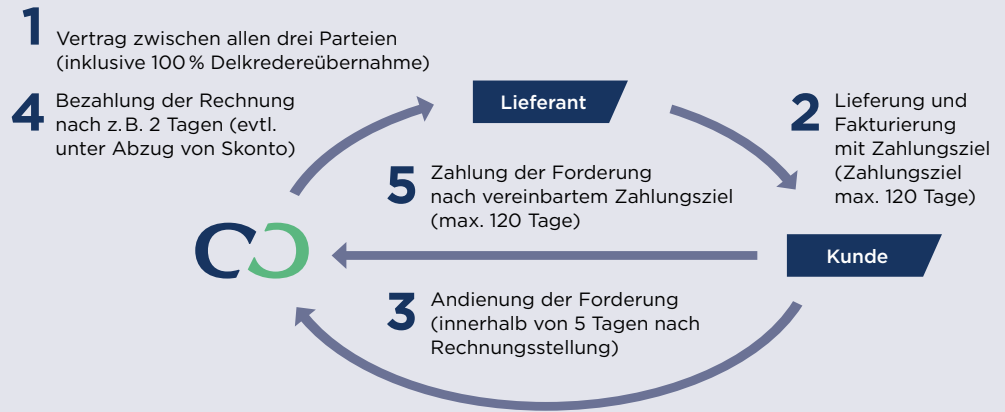 1 Vertrag zwischen allen drei Parteien
(inklusive 100 % Delkredereübernahme)
4 Bezahlung der Rechnung
nach z. B. 2 Tagen (evtl.
unter Abzug von Skonto)
Lieferant
2 Lieferung und
Fakturierung
mit Zahlungsziel
(Zahlungsziel
max. 120 Tage)
5 Zahlung der Forderung
nach vereinbartem Zahlungsziel
(max. 120 Tage)
Kunde
3 Andienung der Forderung
(innerhalb von 5 Tagen nach
Rechnungsstellung)